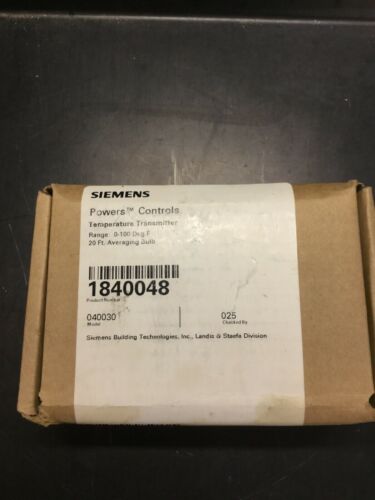 SIEMENS
Powers™ Controls
Temperature Transmitter
Range: 0-100 Deg.F
20 Ft. Averaging Bulb
1840048
Product Number
040030 025
Model Checked By
Siemens Building Technologies, Inc., Landis & Staefa Division